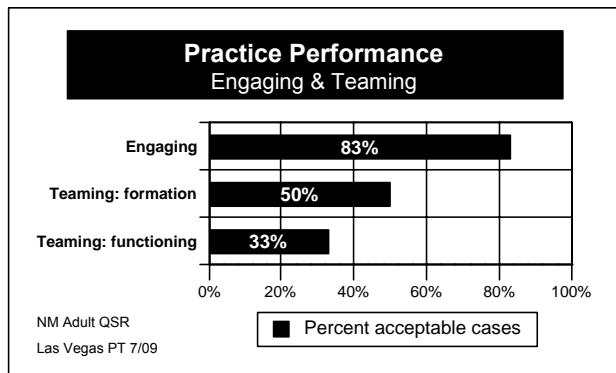 Practice Performance
Engaging & Teaming
Engaging
83%
Teaming: formation
50%
Teaming: functioning
33%
0% 20% 40% 60% 80% 100%
NM Adult QSR
Las Vegas PT 7/09
Percent acceptable cases